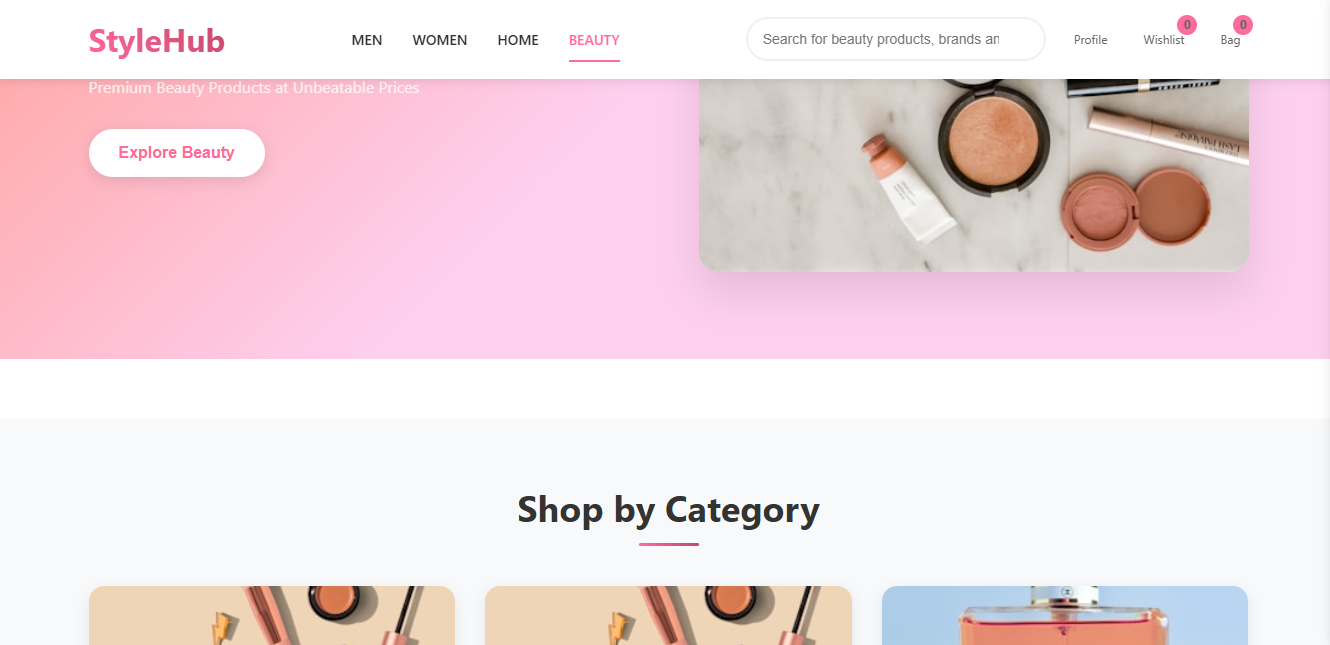 StyleHub
MEN
WOMEN
HOME
BEAUTY
Search for beauty products, brands an
Profile
Wishlist
0
Bag
0
Premium Beauty Products at Unbeatable Prices
Explore Beauty
Shop by Category